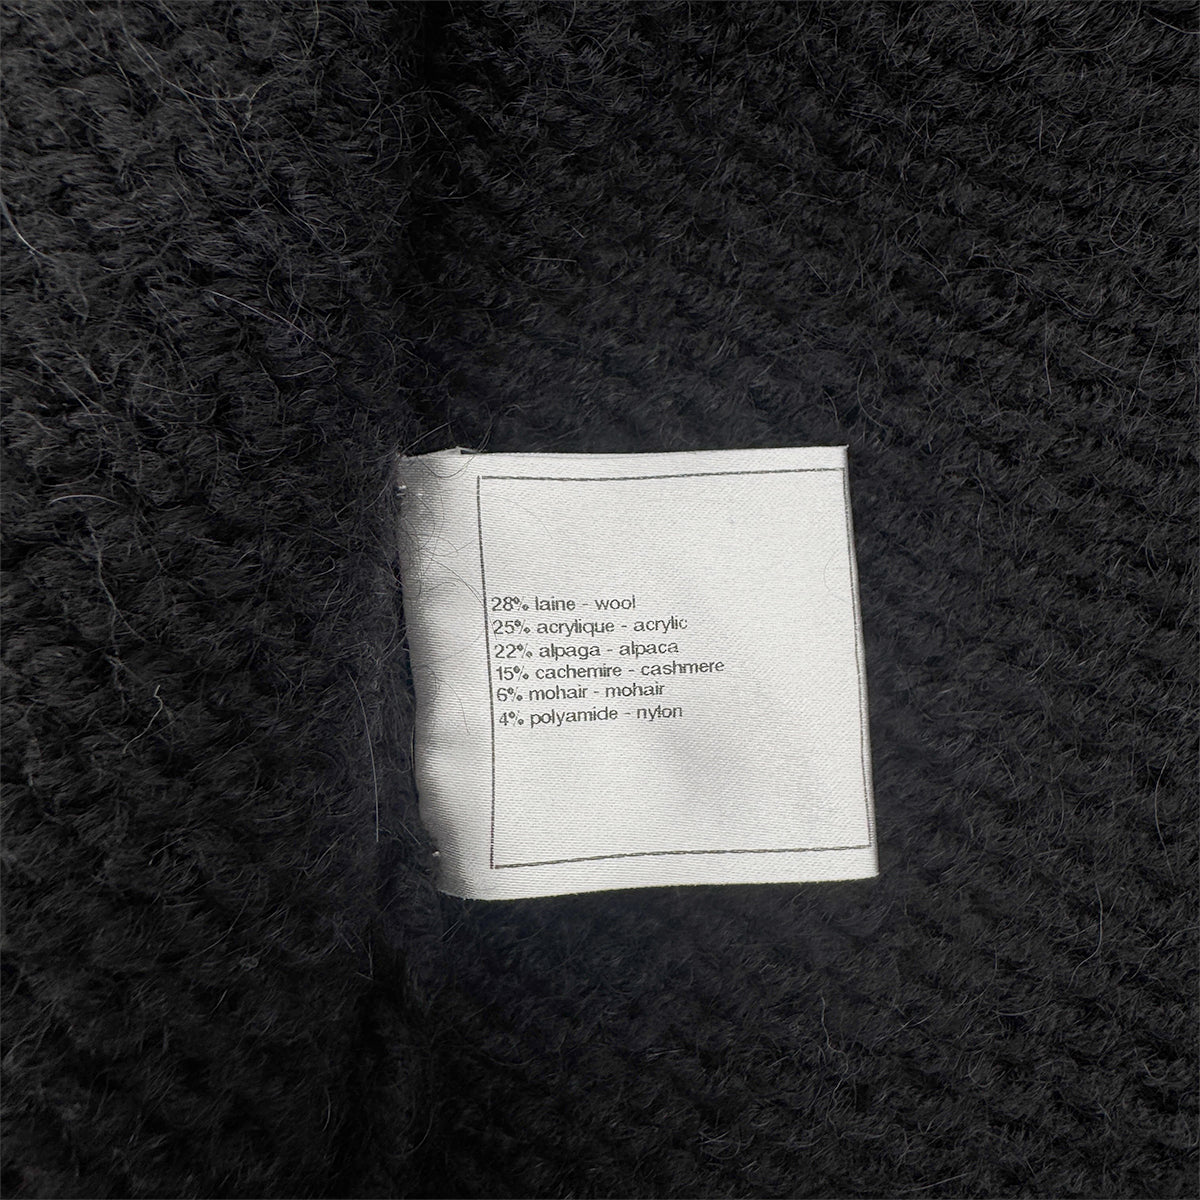 28% laine - wool
25% acrylique - acrylic
22% alpaga - alpaca
15% cachemire - cashmere
6% mohair - mohair
4% polyamide - nylon